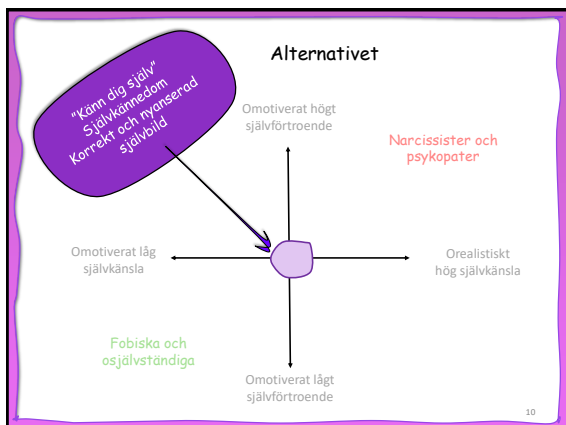 Alternativet
"Känn dig själv"
Självkännedom
Korrekt och nyanserad
självbild
Omotiverat högt
självförtroende
Narcissister och
psykopater
Omotiverat låg
självkänsla
Orealistiskt
hög självkänsla
Fobiska och
osjälvständiga
Omotiverat lågt
självförtroende
10